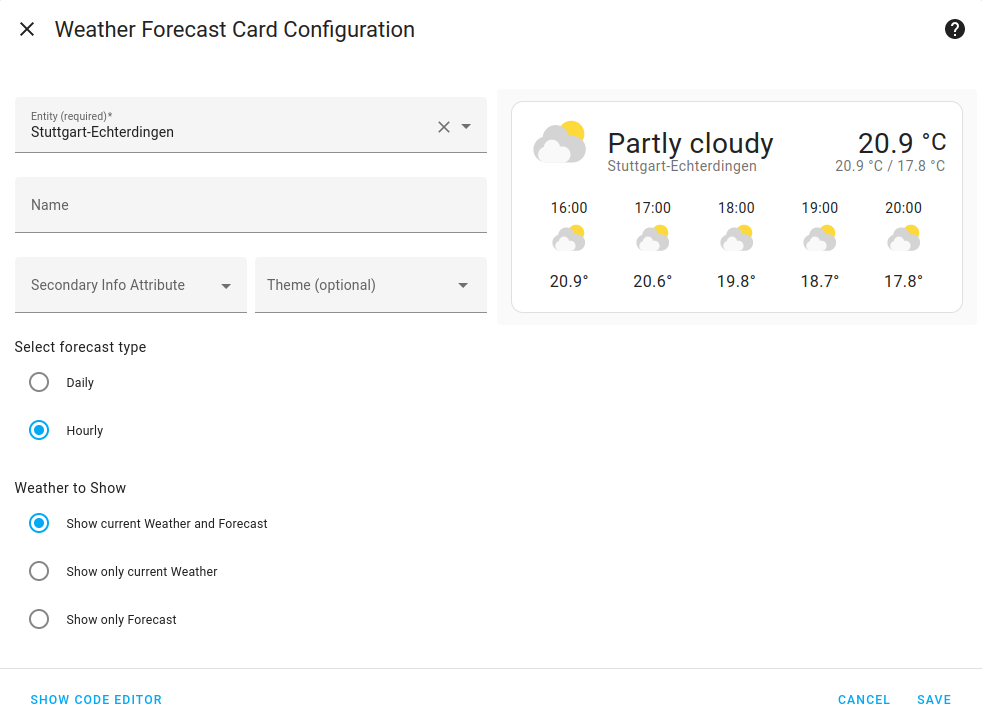 Weather Forecast Card Configuration
Entity (required)*
Stuttgart-Echterdingen
Name
Secondary Info Attribute
Theme (optional)
Select forecast type
Daily
Hourly
Weather to Show
Show current Weather and Forecast
Show only current Weather
Show only Forecast
Partly cloudy 20.9 °C
Stuttgart-Echterdingen 20.9 °C / 17.8 °C
16:00 17:00 18:00 19:00 20:00
20.9° 20.6° 19.8° 18.7° 17.8°
SHOW CODE EDITOR CANCEL SAVE